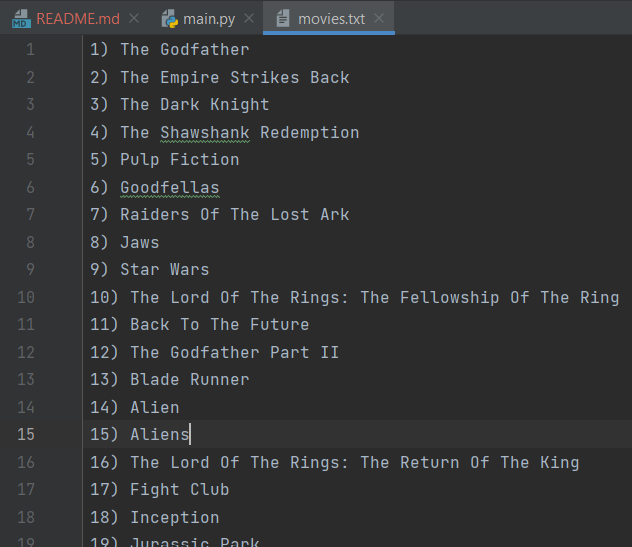 MD README.md main.py movies.txt
1 1) The Godfather
2 2) The Empire Strikes Back
3 3) The Dark Knight
4 4) The Shawshank Redemption
5 5) Pulp Fiction
6 6) Goodfellas
7 7) Raiders Of The Lost Ark
8 8) Jaws
9 9) Star Wars
10 10) The Lord Of The Rings: The Fellowship Of The Ring
11 11) Back To The Future
12 12) The Godfather Part II
13 13) Blade Runner
14 14) Alien
15 15) Aliens
16 16) The Lord Of The Rings: The Return Of The King
17 17) Fight Club
18 18) Inception
19 19) Jurassic Park